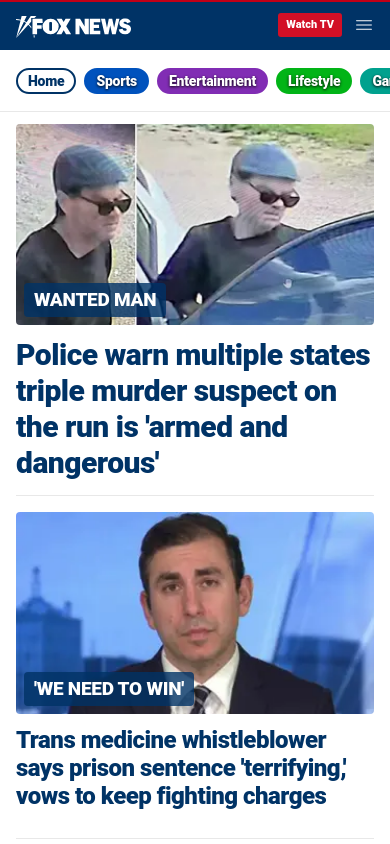 FOX NEWS
Watch TV
Home
Sports
Entertainment
Lifestyle
WANTED MAN
Police warn multiple states
triple murder suspect on
the run is 'armed and
dangerous'
'WE NEED TO WIN'
Trans medicine whistleblower
says prison sentence 'terrifying,'
vows to keep fighting charges